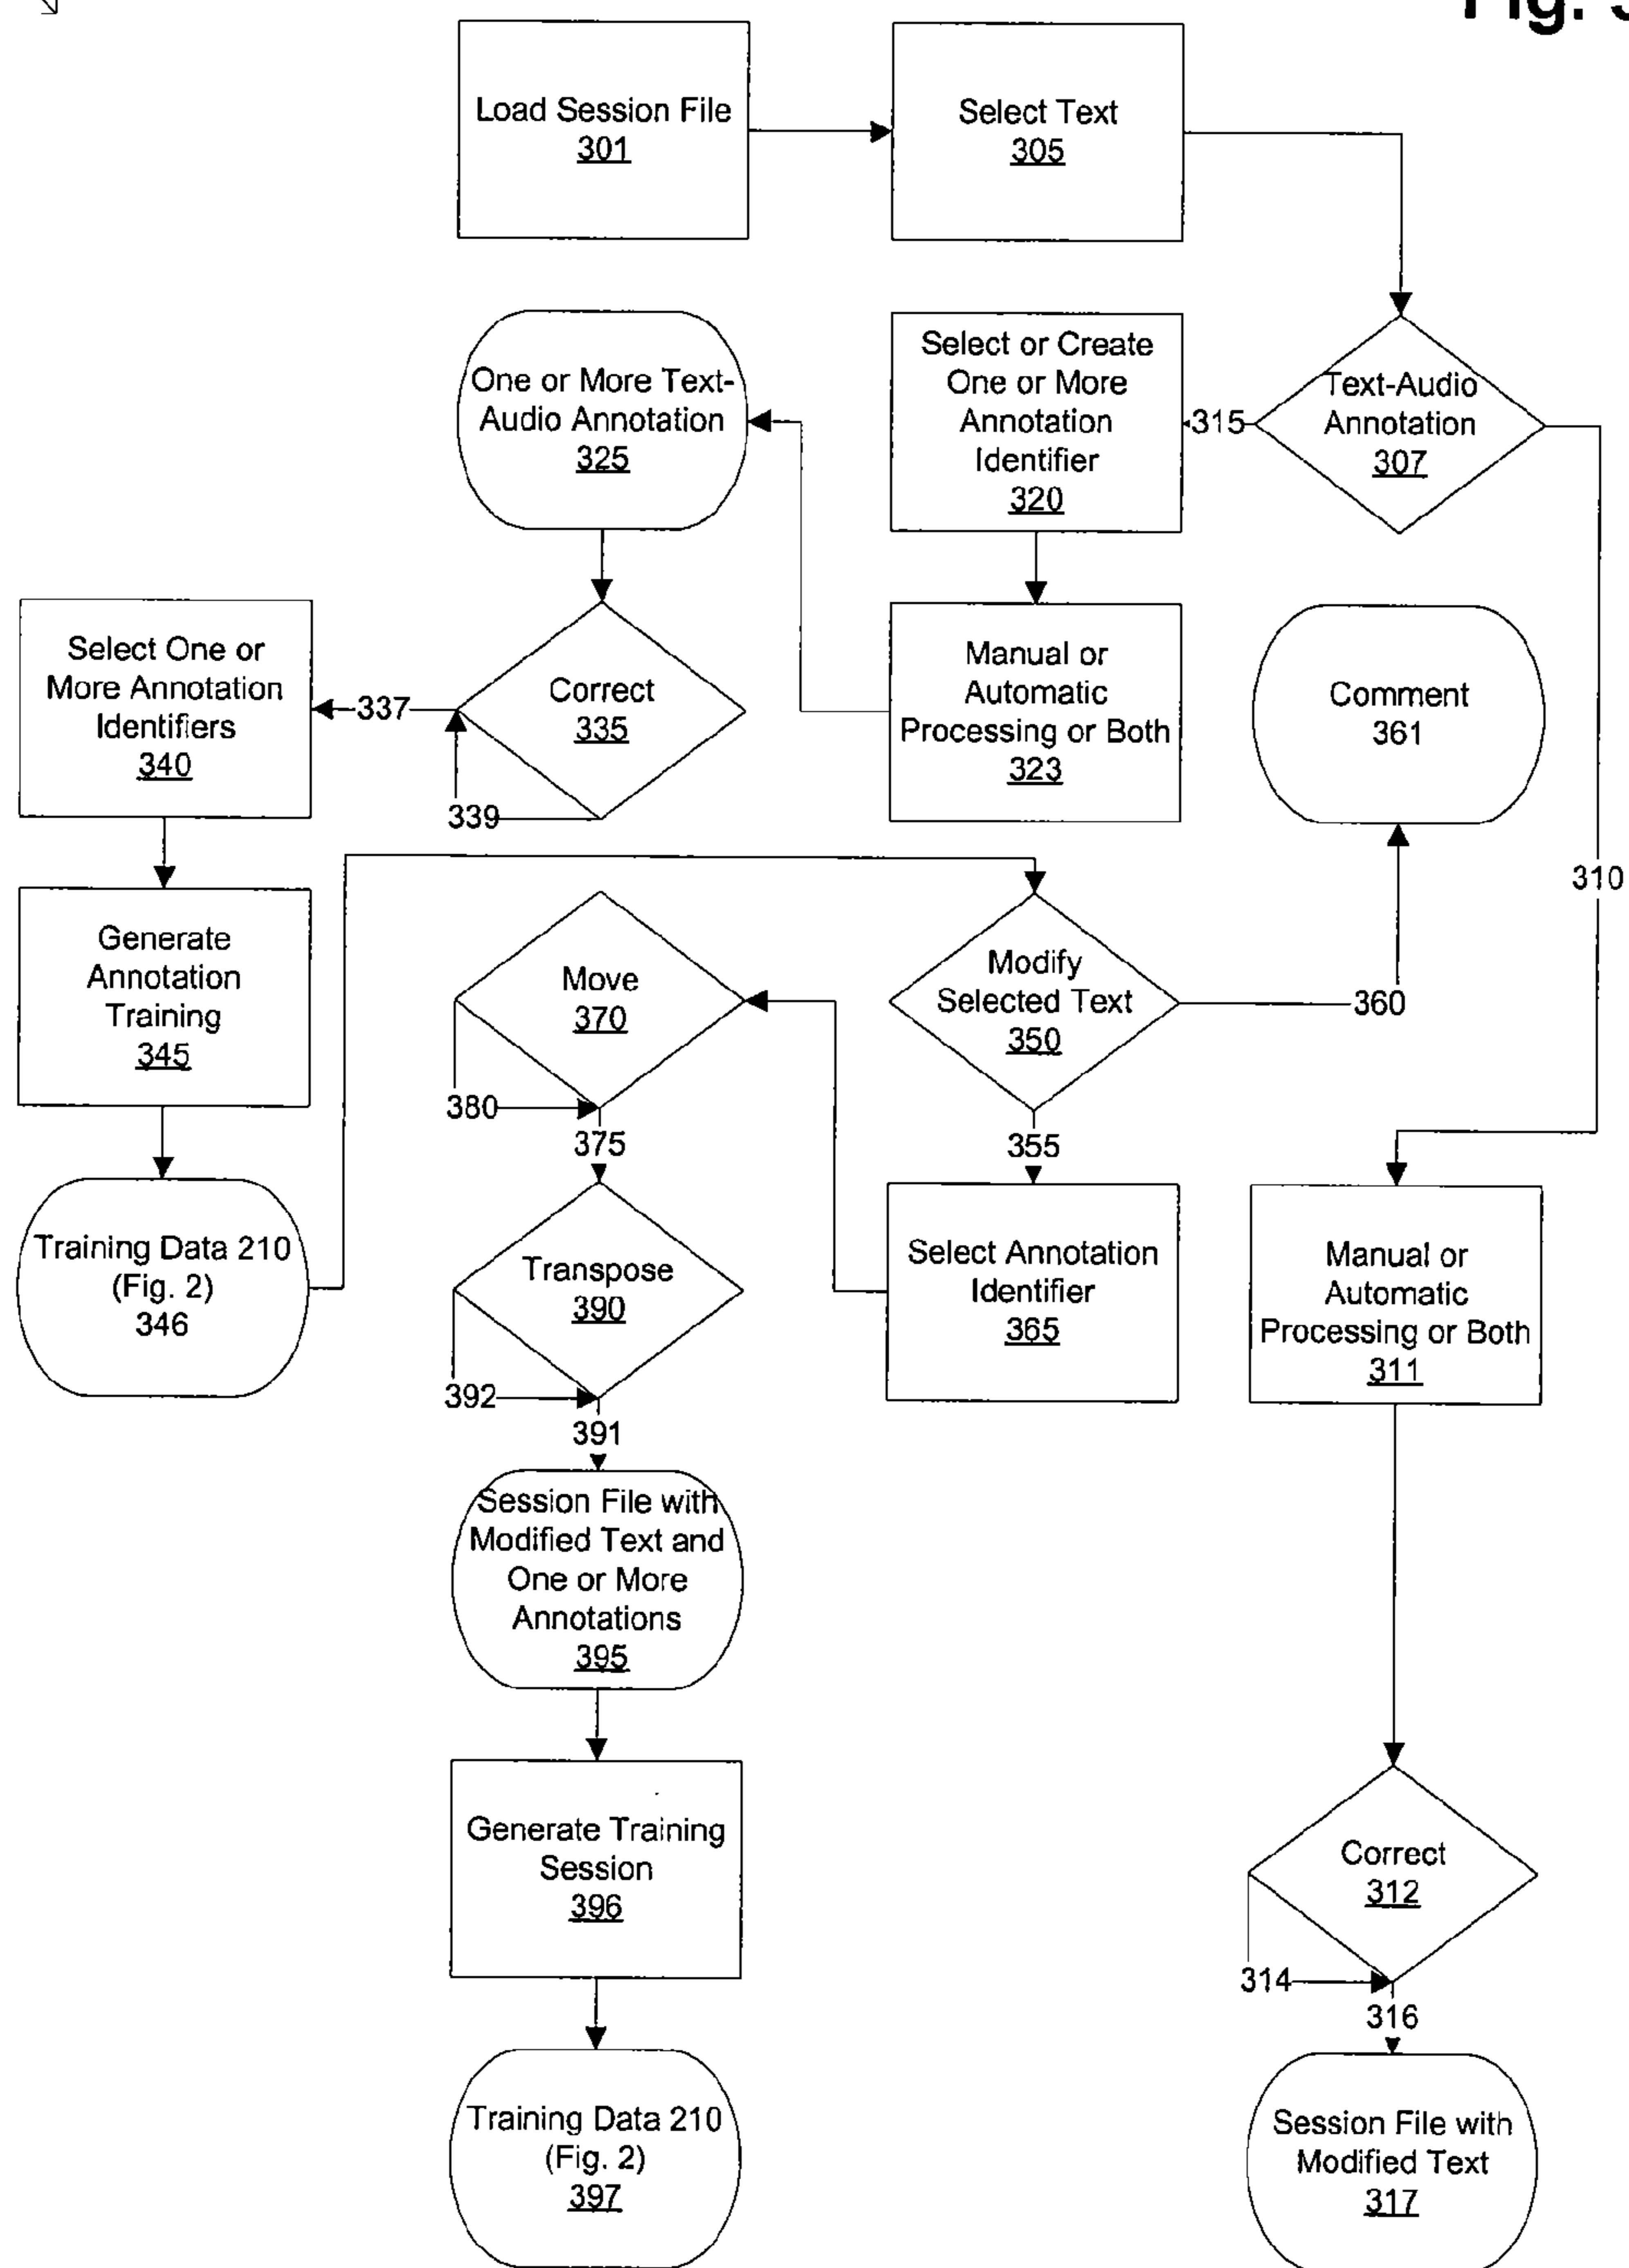 Fig. 3
Load Session File
301
Select Text
305
One or More Text-
Audio Annotation
325
Select or Create
One or More
Annotation
Identifier
320
315
Text-Audio
Annotation
307
Select One or
More Annotation
Identifiers
340
337
Correct
335
339
Manual or
Automatic
Processing or Both
323
Comment
361
310
Generate
Annotation
Training
345
Move
370
380
375
Modify
Selected Text
350
360
355
Training Data 210
(Fig. 2)
346
Transpose
390
392
391
Select Annotation
Identifier
365
Manual or
Automatic
Processing or Both
311
Session File with
Modified Text and
One or More
Annotations
395
Generate Training
Session
396
Correct
312
314
316
Training Data 210
(Fig. 2)
397
Session File with
Modified Text
317